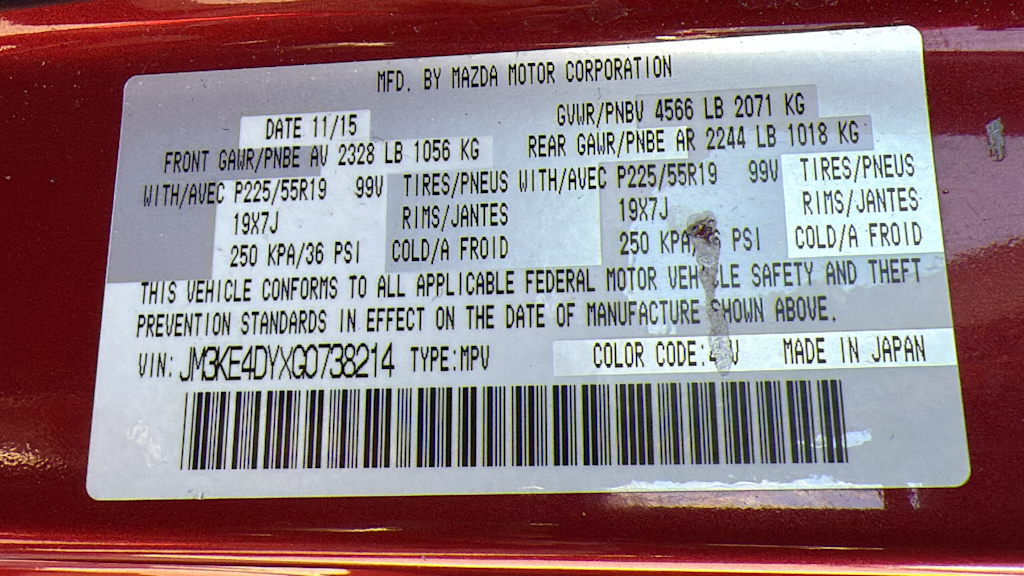 MFD. BY MAZDA MOTOR CORPORATION
DATE 11/15 GVWR/PNBV 4566 LB 2071 KG
FRONT GAWR/PNBE AV 2328 LB 1056 KG REAR GAWR/PNBE AR 2244 LB 1018 KG
WITH/AVEC P225/55R19 99V TIRES/PNEUS WITH/AVEC P225/55R19 99V TIRES/PNEUS
19X7J RIMS/JANTES 19X7J RIMS/JANTES
250 KPA/36 PSI COLD/A FROID 250 PSI COLD/A FROID
THIS VEHICLE CONFORMS TO ALL APPLICABLE FEDERAL MOTOR VEHICLE SAFETY AND THEFT
PREVENTION STANDARDS IN EFFECT ON THE DATE OF MANUFACTURE SHOWN ABOVE.
VIN: JM3KE4DYXG0738214 TYPE:MPV COLOR CODE: MADE IN JAPAN